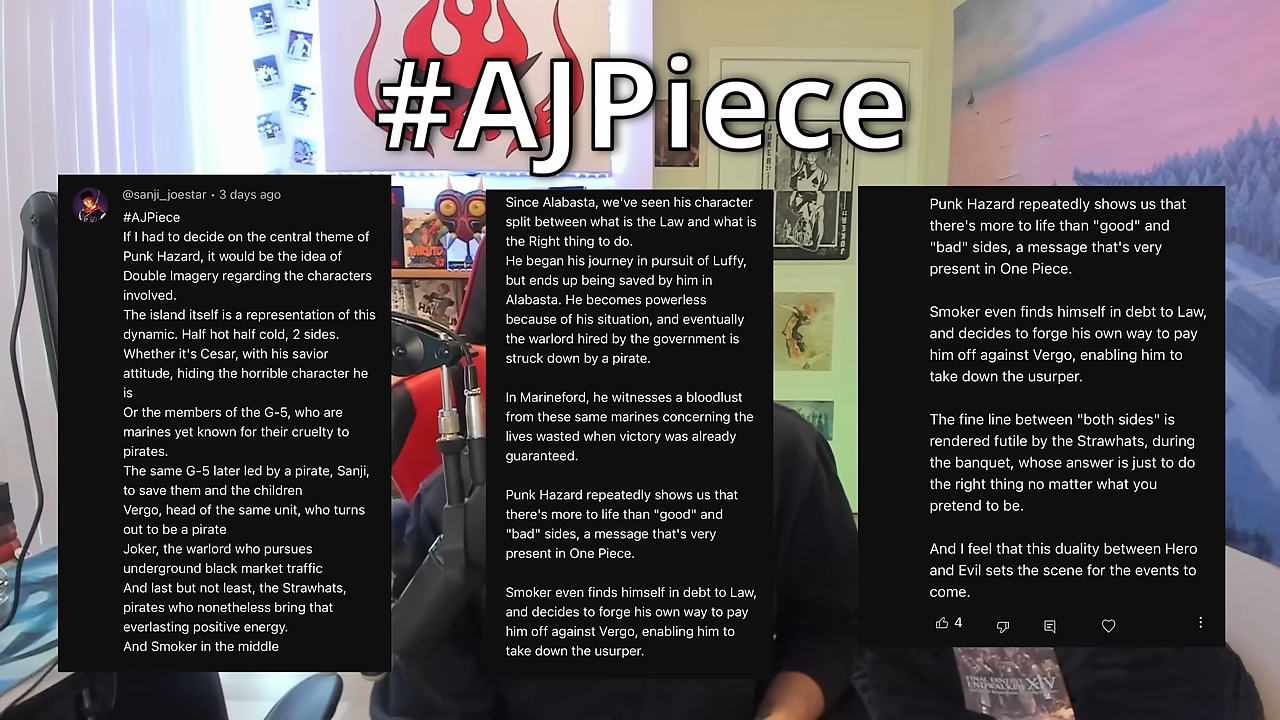 #AJPiece
@sanji_joestar · 3 days ago
#AJPiece
If I had to decide on the central theme of
Punk Hazard, it would be the idea of
Double Imagery regarding the characters
involved.
The island itself is a representation of this
dynamic. Half hot half cold, 2 sides.
Whether it's Cesar, with his savior
attitude, hiding the horrible character he
is
Or the members of the G-5, who are
marines yet known for their cruelty to
pirates.
The same G-5 later led by a pirate, Sanji,
to save them and the children
Vergo, head of the same unit, who turns
out to be a pirate
Joker, the warlord who pursues
underground black market traffic
And last but not least, the Strawhats,
pirates who nonetheless bring that
everlasting positive energy.
And Smoker in the middle
Since Alabasta, we've seen his character
split between what is the Law and what is
the Right thing to do.
He began his journey in pursuit of Luffy,
but ends up being saved by him in
Alabasta. He becomes powerless
because of his situation, and eventually
the warlord hired by the government is
struck down by a pirate.
In Marineford, he witnesses a bloodlust
from these same marines concerning the
lives wasted when victory was already
guaranteed.
Punk Hazard repeatedly shows us that
there's more to life than "good" and
"bad" sides, a message that's very
present in One Piece.
Smoker even finds himself in debt to Law,
and decides to forge his own way to pay
him off against Vergo, enabling him to
take down the usurper.
Punk Hazard repeatedly shows us that
there's more to life than "good" and
"bad" sides, a message that's very
present in One Piece.
Smoker even finds himself in debt to Law,
and decides to forge his own way to pay
him off against Vergo, enabling him to
take down the usurper.
The fine line between "both sides" is
rendered futile by the Strawhats, during
the banquet, whose answer is just to do
the right thing no matter what you
pretend to be.
And I feel that this duality between Hero
and Evil sets the scene for the events to
come.
4
JOKER
FINAL FANTASY XIV
ENDWALKER